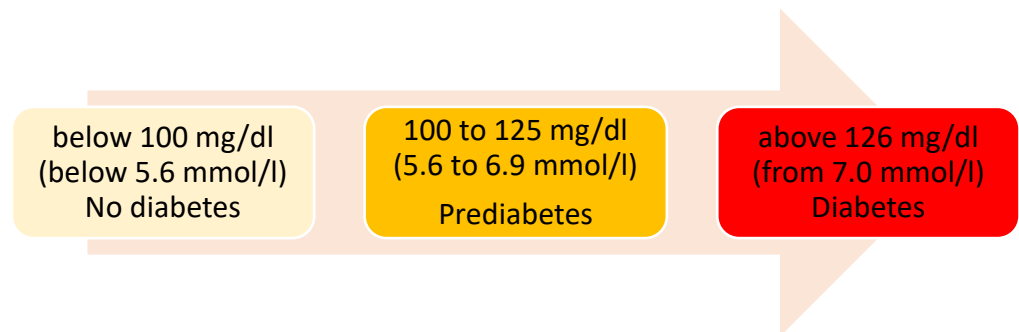 below 100 mg/dl
(below 5.6 mmol/l)
No diabetes
100 to 125 mg/dl
(5.6 to 6.9 mmol/l)
Prediabetes
above 126 mg/dl
(from 7.0 mmol/l)
Diabetes